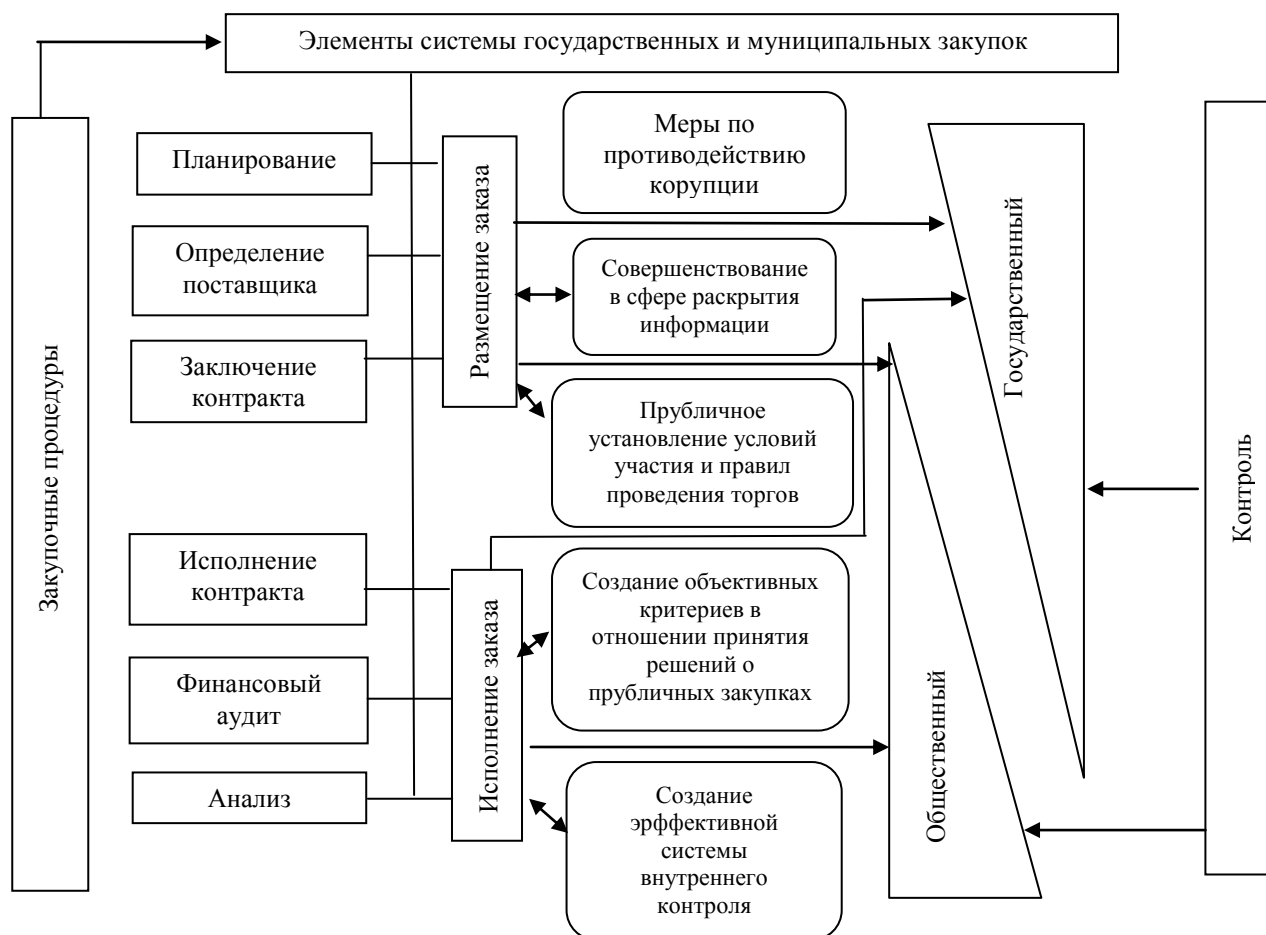 Элементы системы государственных и муниципальных закупок
Закупочные процедуры
Планирование
Определение
поставщика
Заключение
контракта
Исполнение
контракта
Финансовый
аудит
Анализ
Размещение заказа
Исполнение заказа
Меры по
противодействию
корупции
Совершенствование
в сфере раскрытия
информации
Прубличное
установление условий
участия и правил
проведения торгов
Создание объективных
критериев в
отношении принятия
решений о
прубличных закупках
Создание
эрффективной
системы
внутреннего
контроля
Государственный
Общественный
Контроль